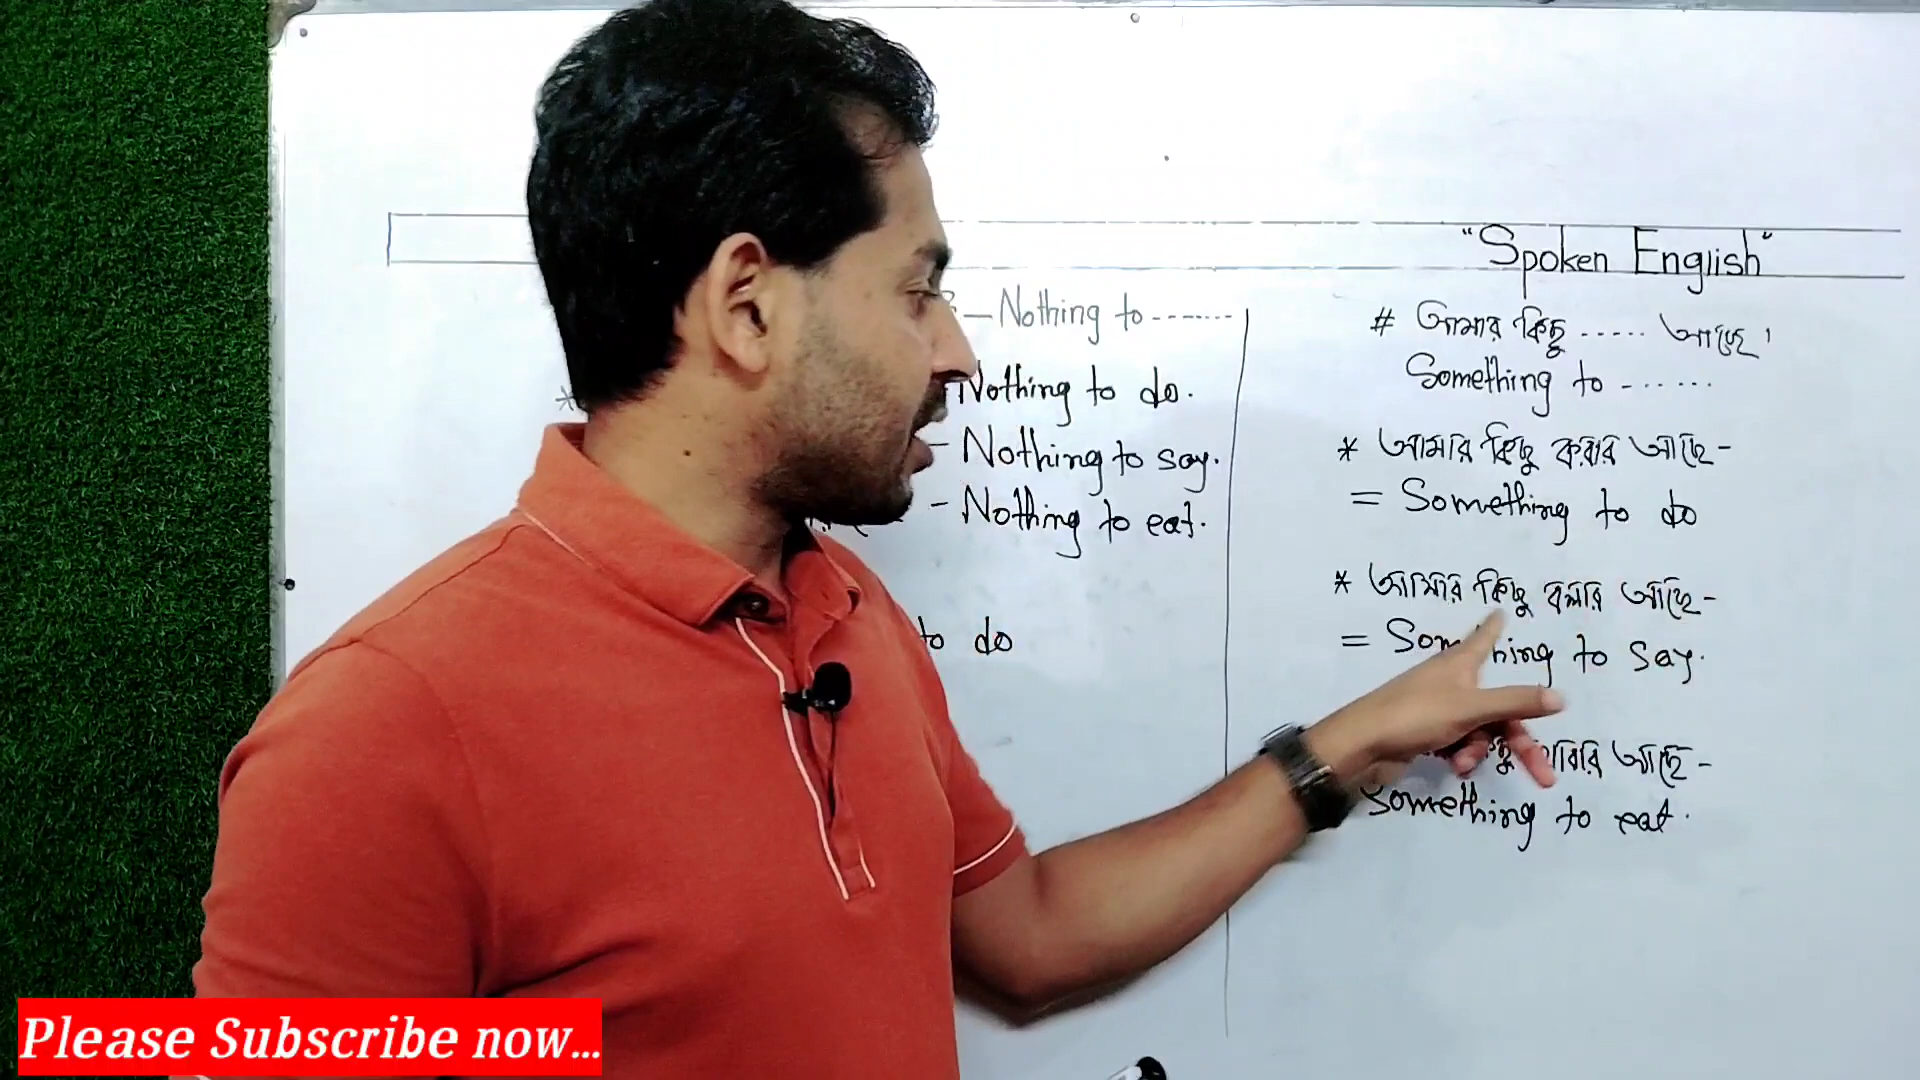 "Spoken English"
— Nothing to -------
Nothing to do.
- Nothing to say.
- Nothing to eat.
to do
# আমার কিছু ..... আছে।
Something to - ......
* আমার কিছু করার আছে-
= Something to do
* আমার কিছু বলার আছে-
= Something to say.
আছে-
Something to eat.
Please Subscribe now...